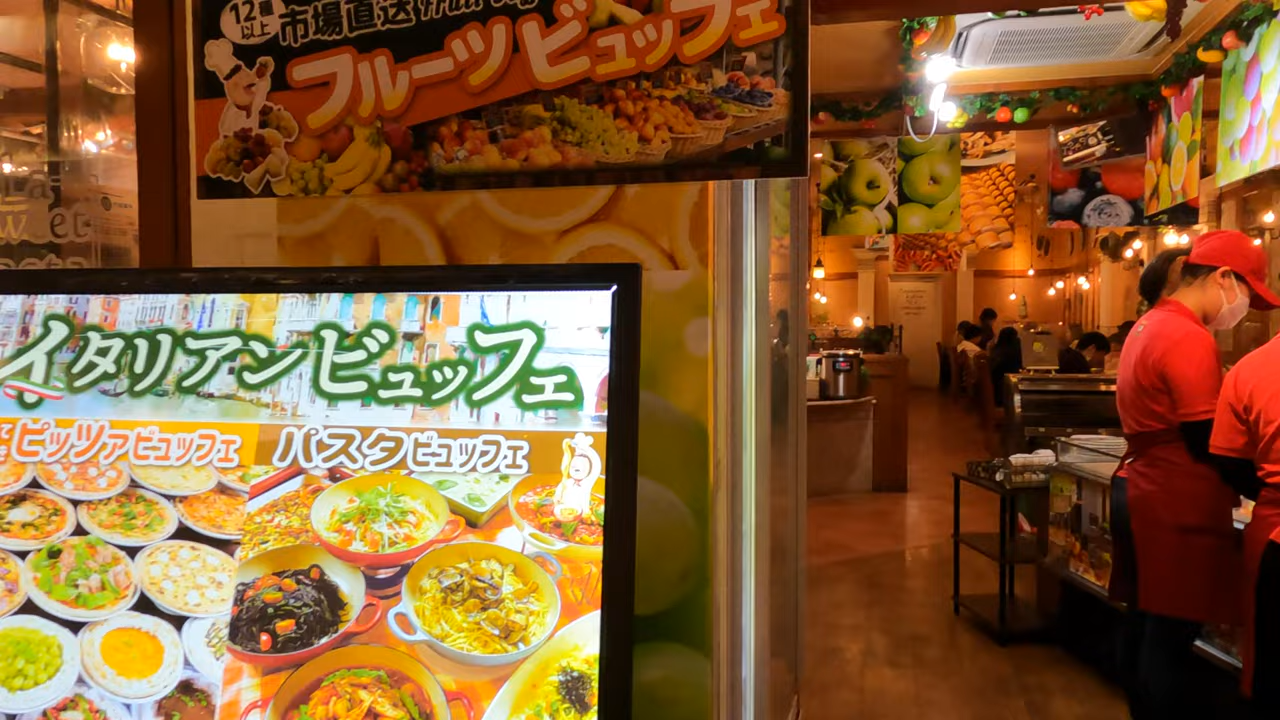 12種以上
市場直送
フルーツビュッフェ
イタリアンビュッフェ
ピッツァビュッフェ
パスタビュッフェ